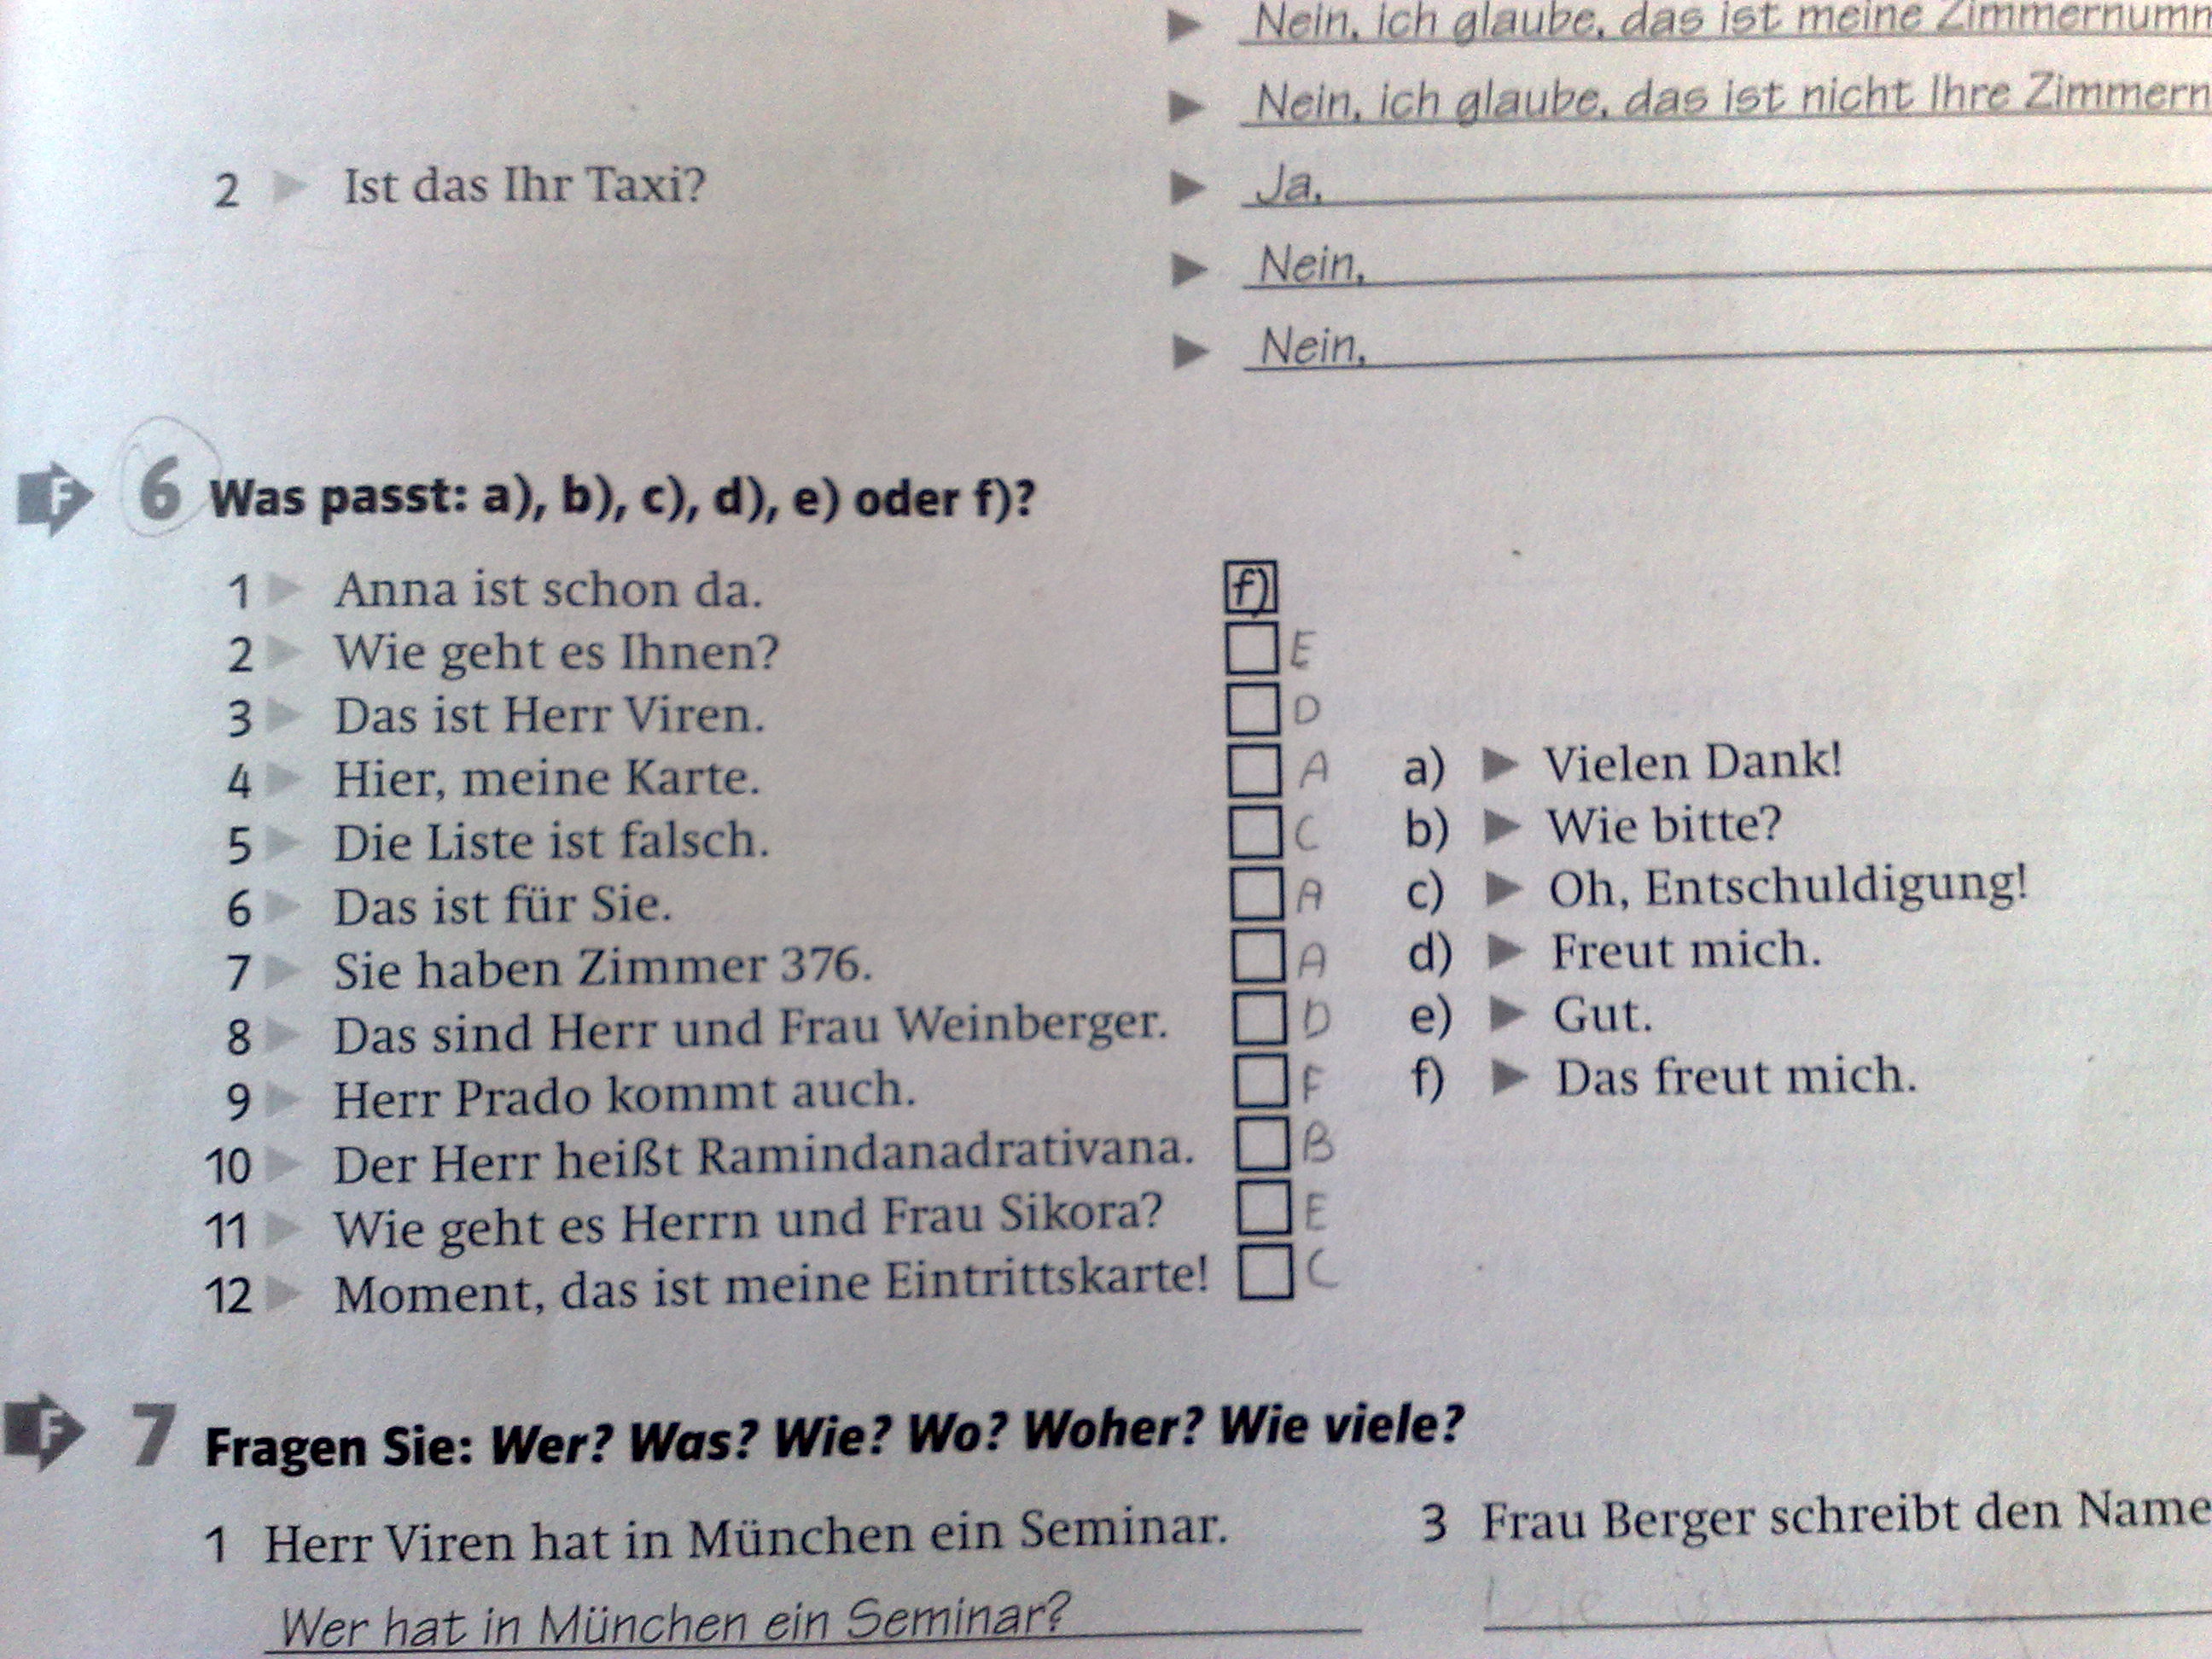 Nein, ich glaube, das ist meine
Nein, ich glaube, das ist nicht Ihre
2 Ist das Ihr Taxi? Ja,
Nein,
Nein,
F 6 Was passt: a), b), c), d), e) oder f)?
1 Anna ist schon da. f)
2 Wie geht es Ihnen? E
3 Das ist Herr Viren. D
4 Hier, meine Karte. A a) Vielen Dank!
5 Die Liste ist falsch. C b) Wie bitte?
6 Das ist für Sie. A c) Oh, Entschuldigung!
7 Sie haben Zimmer 376. A d) Freut mich.
8 Das sind Herr und Frau Weinberger. D e) Gut.
9 Herr Prado kommt auch. F f) Das freut mich.
10 Der Herr heißt Ramindanadrativana. B
11 Wie geht es Herrn und Frau Sikora? E
12 Moment, das ist meine Eintrittskarte! C
F 7 Fragen Sie: Wer? Was? Wie? Wo? Woher? Wie viele?
1 Herr Viren hat in München ein Seminar. 3 Frau Berger schreibt den Name
Wer hat in München ein Seminar?